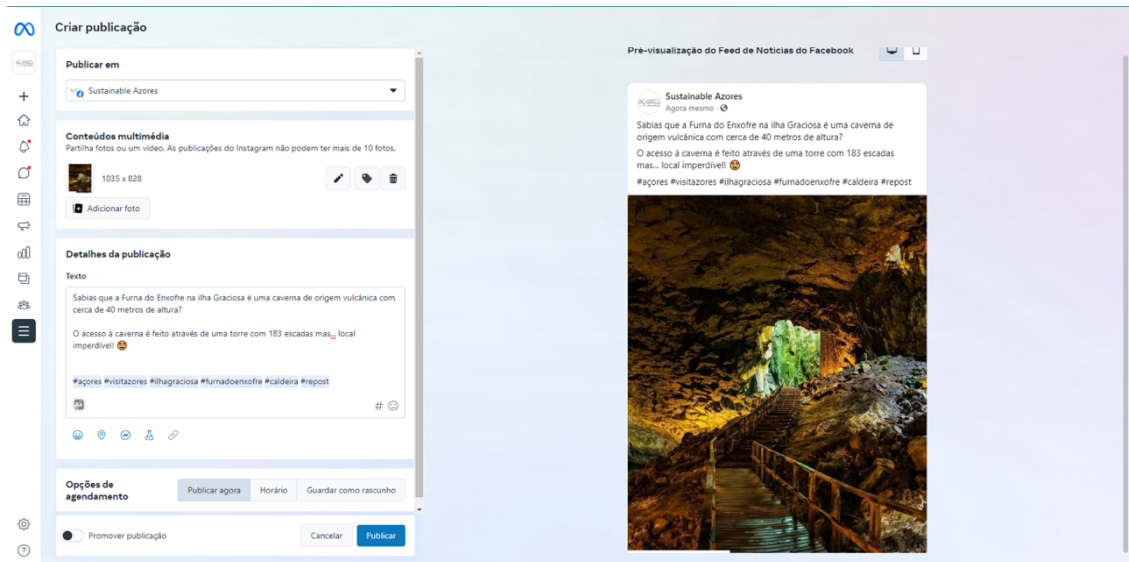 Criar publicação
Publicar em
Sustainable Azores
Conteúdos multimédia
Partilha fotos ou um vídeo. As publicações do Instagram não podem ter mais de 10 fotos.
1035 x 828
Adicionar foto
Detalhes da publicação
Texto
Sabias que a Furna do Enxofre na ilha Graciosa é uma caverna de origem vulcânica com
cerca de 40 metros de altura?
O acesso à caverna é feito através de uma torre com 183 escadas mas... local
imperdível! 🤩
#açores #visitazores #ilhagraciosa #furnadoenxofre #caldeira #repost
#
Opções de
agendamento
Publicar agora
Horário
Guardar como rascunho
Promover publicação
Cancelar
Publicar
Pré-visualização do Feed de Notícias do Facebook
Sustainable Azores
Agora mesmo ·
Sabias que a Furna do Enxofre na ilha Graciosa é uma caverna de
origem vulcânica com cerca de 40 metros de altura?
O acesso à caverna é feito através de uma torre com 183 escadas
mas... local imperdível! 🤩
#açores #visitazores #ilhagraciosa #furnadoenxofre #caldeira #repost